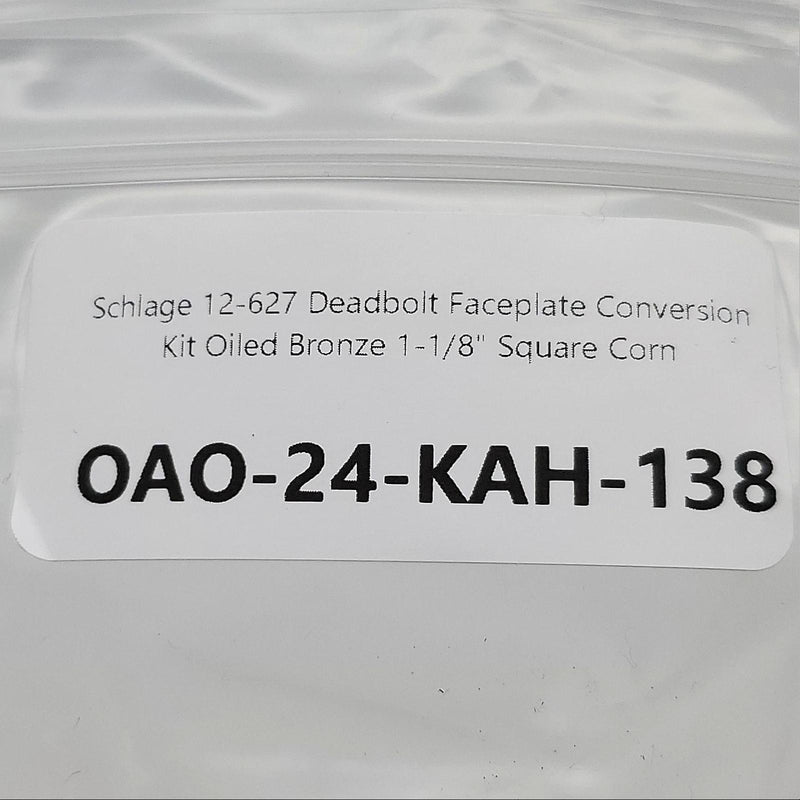 Schlage 12-627 Deadbolt Faceplate Conversion
Kit Oiled Bronze 1-1/8" Square Corn
OAO-24-KAH-138